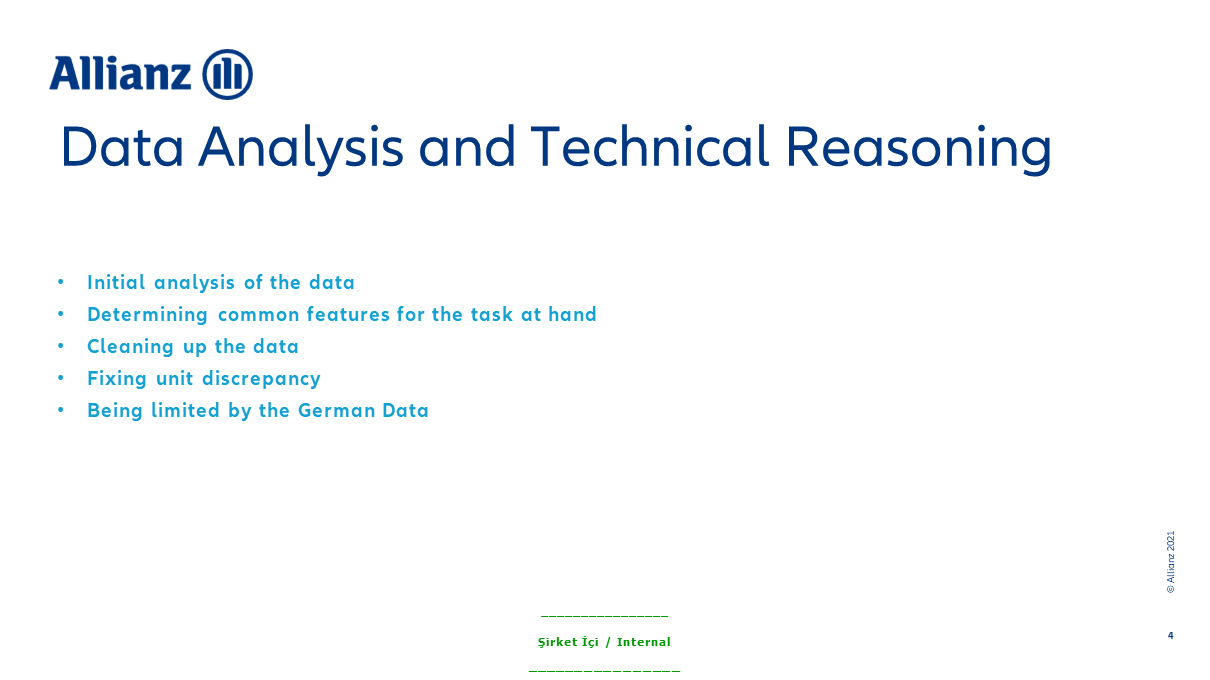 Allianz
Data Analysis and Technical Reasoning
• Initial analysis of the data
• Determining common features for the task at hand
• Cleaning up the data
• Fixing unit discrepancy
• Being limited by the German Data
© Allianz 2021
________________
Şirket İçi / Internal
4
________________